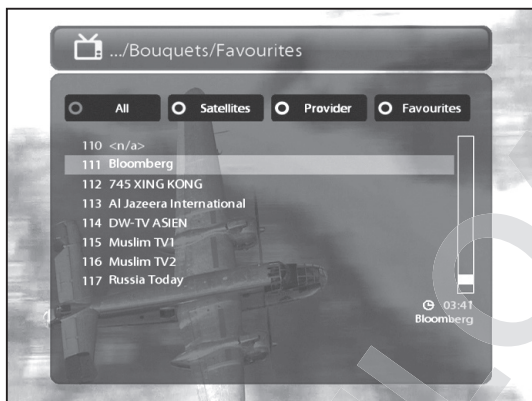 .../Bouquets/Favourites
All Satellites Provider Favourites
110 <n/a>
111 Bloomberg
112 745 XING KONG
113 Al Jazeera International
114 DW-TV ASIEN
115 Muslim TV1
116 Muslim TV2
117 Russia Today
03:41
Bloomberg